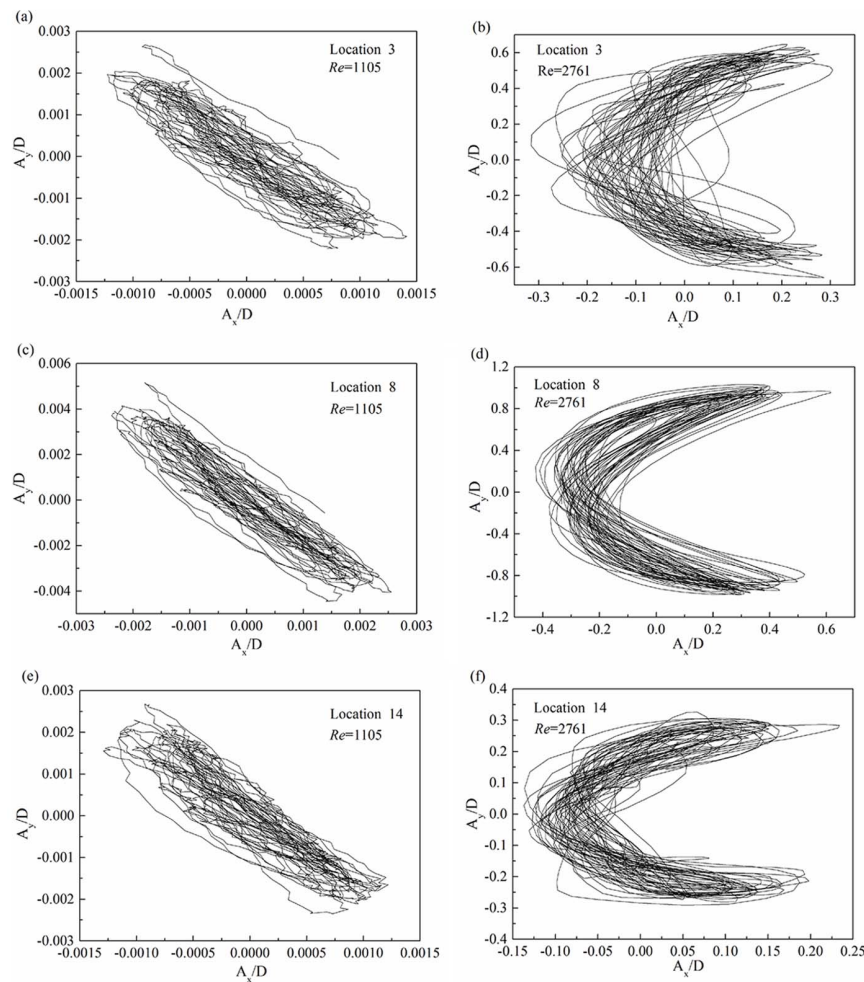 (a)
0.003
0.002
0.001
0.000
-0.001
-0.002
-0.003
A_y/D
Location 3
Re=1105
-0.0015 -0.0010 -0.0005 0.0000 0.0005 0.0010 0.0015
A_x/D
(b)
0.6
0.4
0.2
0.0
-0.2
-0.4
-0.6
A_y/D
Location 3
Re=2761
-0.3 -0.2 -0.1 0.0 0.1 0.2 0.3
A_x/D
(c)
0.006
0.004
0.002
0.000
-0.002
-0.004
A_y/D
Location 8
Re=1105
-0.003 -0.002 -0.001 0.000 0.001 0.002 0.003
A_x/D
(d)
1.2
0.8
0.4
0.0
-0.4
-0.8
-1.2
A_y/D
Location 8
Re=2761
-0.4 -0.2 0.0 0.2 0.4 0.6
A_x/D
(e)
0.003
0.002
0.001
0.000
-0.001
-0.002
-0.003
A_y/D
Location 14
Re=1105
-0.0015 -0.0010 -0.0005 0.0000 0.0005 0.0010 0.0015
A_x/D
(f)
0.4
0.3
0.2
0.1
0.0
-0.1
-0.2
-0.3
-0.4
A_y/D
Location 14
Re=2761
-0.15 -0.10 -0.05 0.00 0.05 0.10 0.15 0.20 0.25
A_x/D